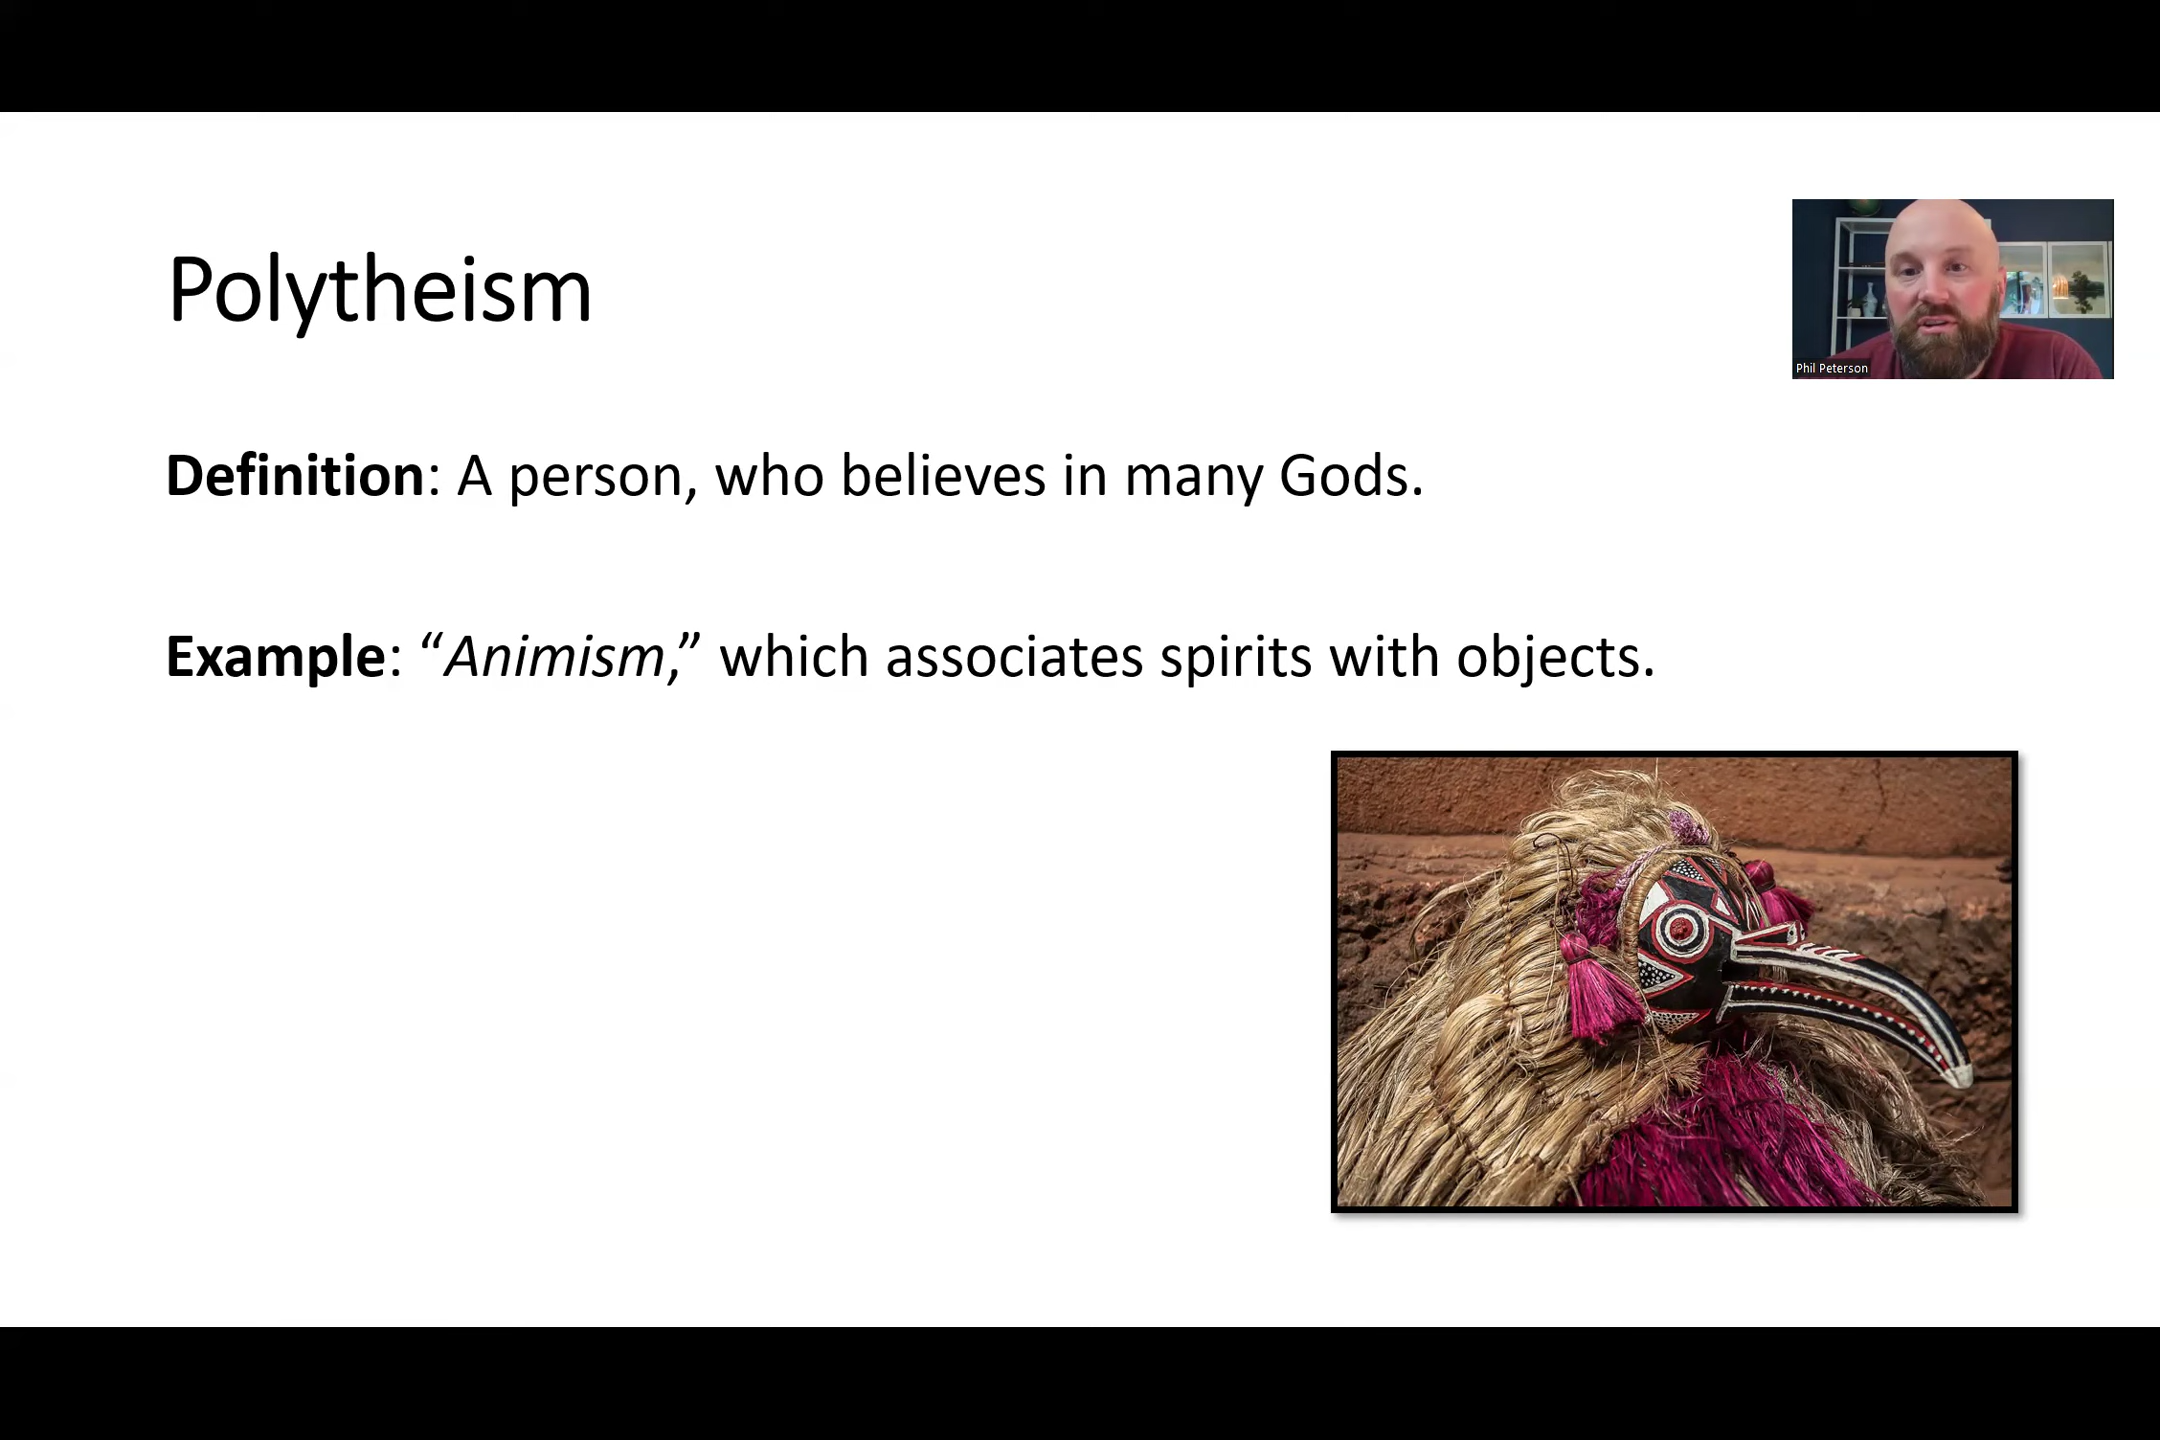 Polytheism
Phil Peterson
Definition: A person, who believes in many Gods.
Example: “Animism,” which associates spirits with objects.